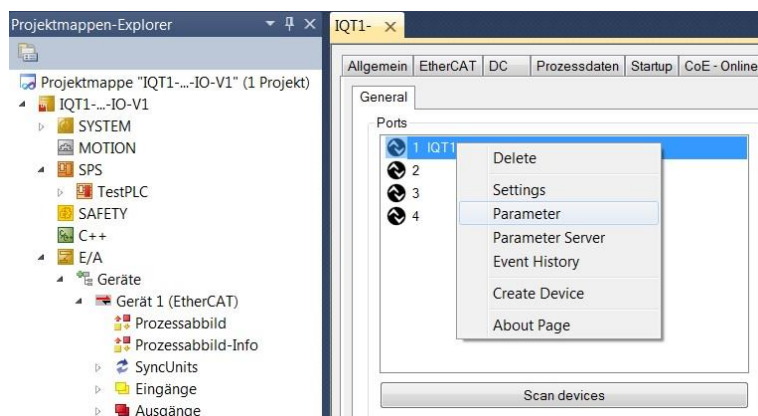 Projektmappen-Explorer
Projektmappe "IQT1-...-IO-V1" (1 Projekt)
IQT1-...-IO-V1
SYSTEM
MOTION
SPS
TestPLC
SAFETY
C++
E/A
Geräte
Gerät 1 (EtherCAT)
Prozessabbild
Prozessabbild-Info
SyncUnits
Eingänge
Ausgänge
IQT1-
Allgemein EtherCAT DC Prozessdaten Startup CoE - Online
General
Ports
1 IQT1
2
3
4
Delete
Settings
Parameter
Parameter Server
Event History
Create Device
About Page
Scan devices